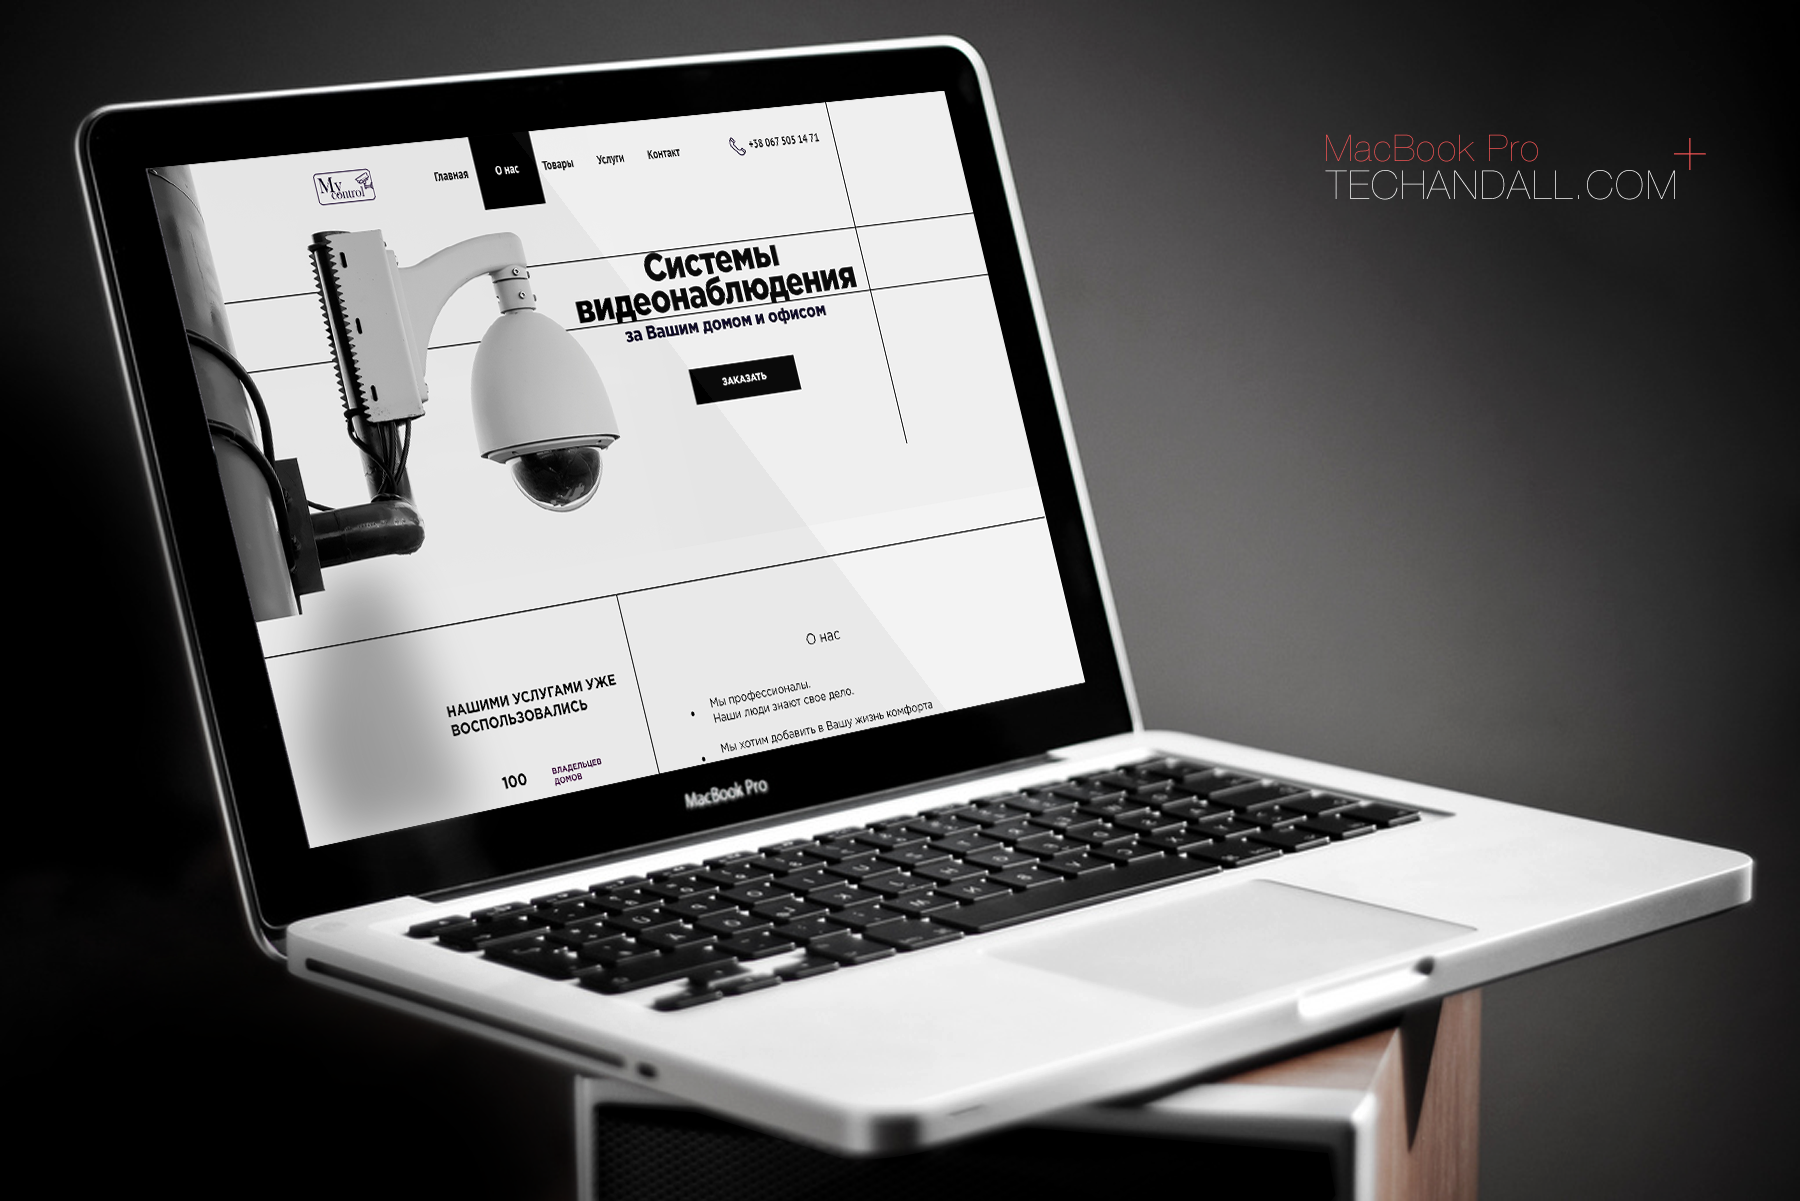 MacBook Pro
TECHANDALL.COM
My
control
Главная
О нас
Товары
Услуги
Контакт
+38 067 505 14 71
Системы
видеонаблюдения
за Вашим домом и офисом
ЗАКАЗАТЬ
НАШИМИ УСЛУГАМИ УЖЕ
ВОСПОЛЬЗОВАЛИСЬ
100
ВЛАДЕЛЬЦЕВ
ДОМОВ
О нас
Мы профессионалы.
Наши люди знают свое дело.
Мы хотим добавить в Вашу жизнь комфорта
MacBook Pro